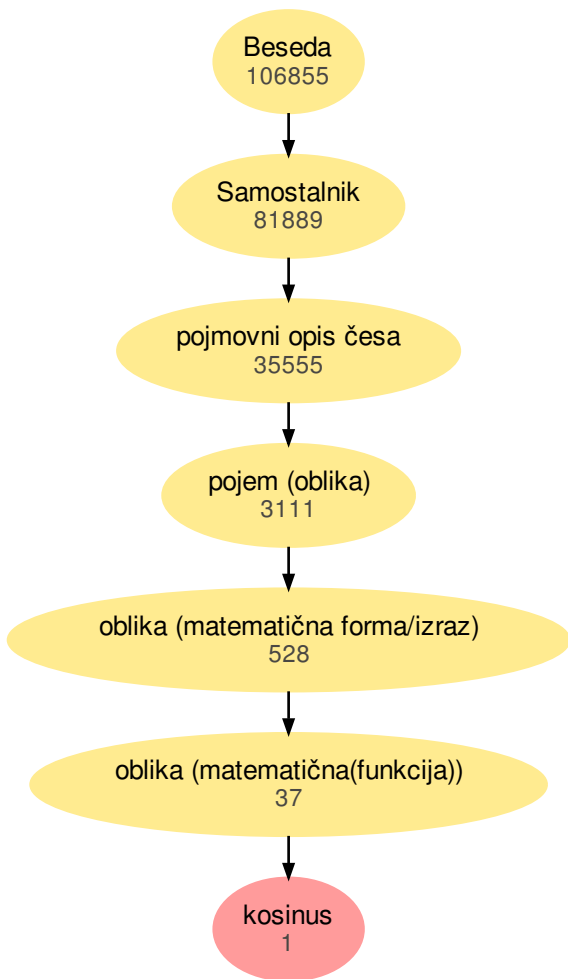 Beseda
106855
Samostalnik
81889
pojmovni opis česa
35555
pojem (oblika)
3111
oblika (matematična forma/izraz)
528
oblika (matematična(funkcija))
37
kosinus
1